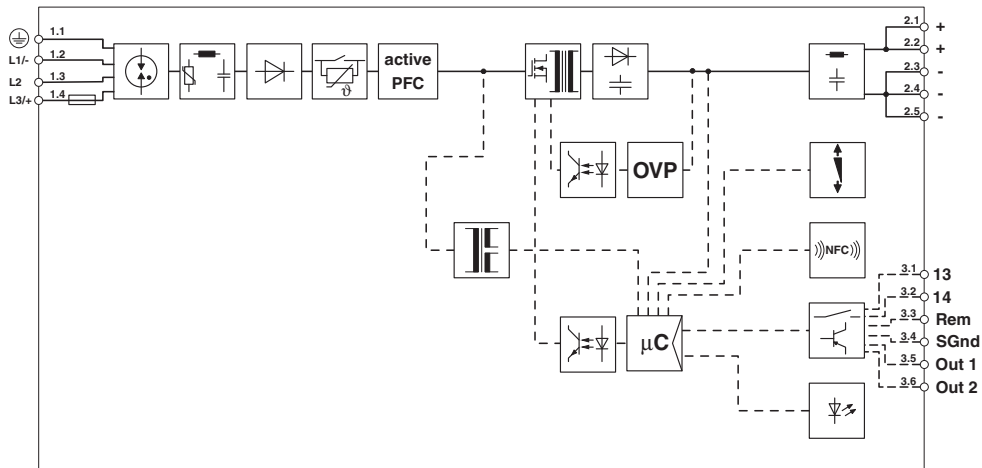 1.1
L1/- 1.2
L2 1.3
L3/+ 1.4
active
PFC
2.1 +
2.2 +
2.3 -
2.4 -
2.5 -
OVP
ϑ
NFC
µC
3.1 13
3.2 14
3.3 Rem
3.4 SGnd
3.5 Out 1
3.6 Out 2